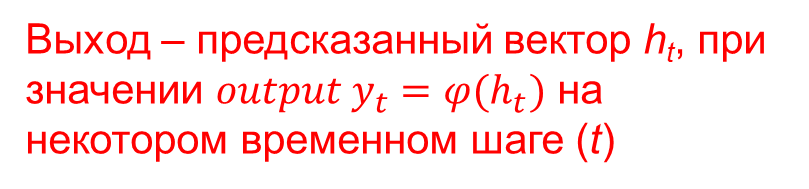 Выход – предсказанный вектор hₜ, при
значении output yₜ = φ(hₜ) на
некотором временном шаге (t)